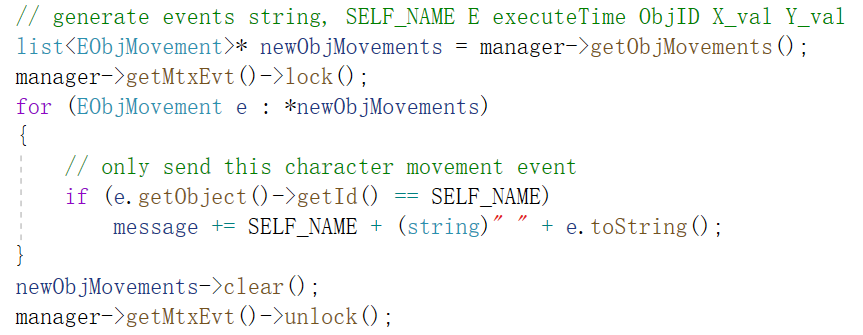 // generate events string, SELF_NAME E executeTime ObjID X_val Y_val
list<EObjMovement>* newObjMovements = manager->getObjMovements();
manager->getMtxEvt()->lock();
for (EObjMovement e : *newObjMovements)
{
    // only send this character movement event
    if (e.getObject()->getId() == SELF_NAME)
        message += SELF_NAME + (string)" " + e.toString();
}
newObjMovements->clear();
manager->getMtxEvt()->unlock();